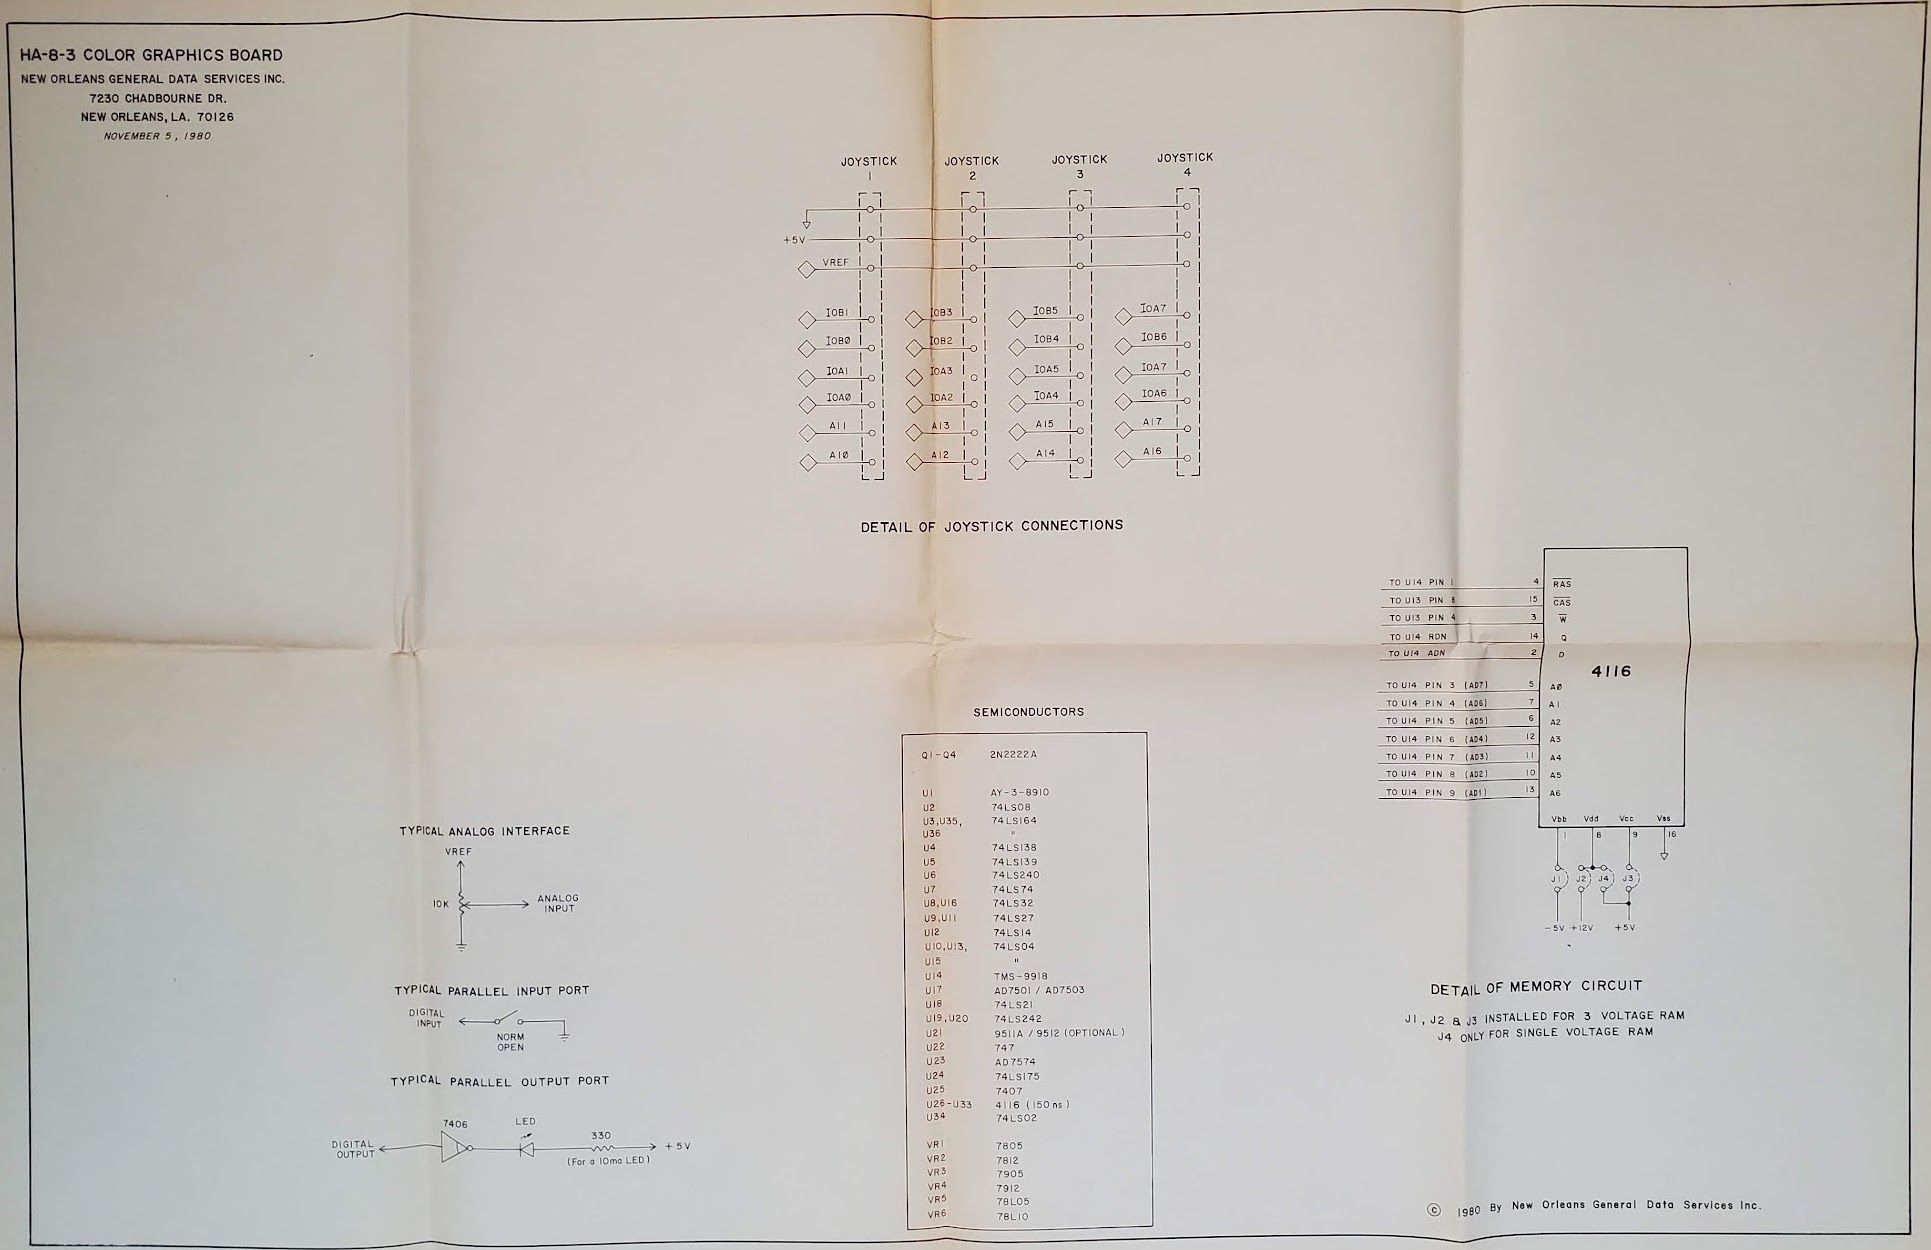 HA-8-3 COLOR GRAPHICS BOARD
NEW ORLEANS GENERAL DATA SERVICES INC.
7230 CHADBOURNE DR.
NEW ORLEANS, LA. 70126
NOVEMBER 5, 1980
JOYSTICK 1
JOYSTICK 2
JOYSTICK 3
JOYSTICK 4
+5V
VREF
IOB1 IOB3 IOB5 IOA7
IOBØ IOB2 IOB4 IOB6
IOA1 IOA3 IOA5 IOA7
IOAØ IOA2 IOA4 IOA6
AI1 AI3 AI5 AI7
AIØ AI2 AI4 AI6
DETAIL OF JOYSTICK CONNECTIONS
TO U14 PIN 1 4 RAS
TO U13 PIN 8 15 CAS
TO U13 PIN 4 3 W
TO U14 RDN 14 Q
TO U14 ADN 2 D
4116
TO U14 PIN 3 (AD7) 5 AØ
TO U14 PIN 4 (AD6) 7 A1
TO U14 PIN 5 (AD5) 6 A2
TO U14 PIN 6 (AD4) 12 A3
TO U14 PIN 7 (AD3) 11 A4
TO U14 PIN 8 (AD2) 10 A5
TO U14 PIN 9 (AD1) 13 A6
Vbb Vdd Vcc Vss
1 8 9 16
J1 J2 J4 J3
-5V +12V +5V
DETAIL OF MEMORY CIRCUIT
J1, J2 & J3 INSTALLED FOR 3 VOLTAGE RAM
J4 ONLY FOR SINGLE VOLTAGE RAM
SEMICONDUCTORS
Q1-Q4 2N2222A
U1 AY-3-8910
U2 74LS08
U3,U35, 74LS164
U36 "
U4 74LS138
U5 74LS139
U6 74LS240
U7 74LS74
U8,U16 74LS32
U9,U11 74LS27
U12 74LS14
U10,U13, 74LS04
U15 "
U14 TMS-9918
U17 AD7501 / AD7503
U18 74LS21
U19,U20 74LS242
U21 9511A / 9512 (OPTIONAL)
U22 747
U23 AD7574
U24 74LS175
U25 7407
U26-U33 4116 (150 ns)
U34 74LS02
VR1 7805
VR2 7812
VR3 7905
VR4 7912
VR5 78L05
VR6 78L10
TYPICAL ANALOG INTERFACE
VREF
10K
ANALOG
INPUT
TYPICAL PARALLEL INPUT PORT
DIGITAL
INPUT
NORM
OPEN
TYPICAL PARALLEL OUTPUT PORT
7406 LED 330
DIGITAL
OUTPUT
+5V
(For a 10ma LED)
© 1980 By New Orleans General Data Services Inc.